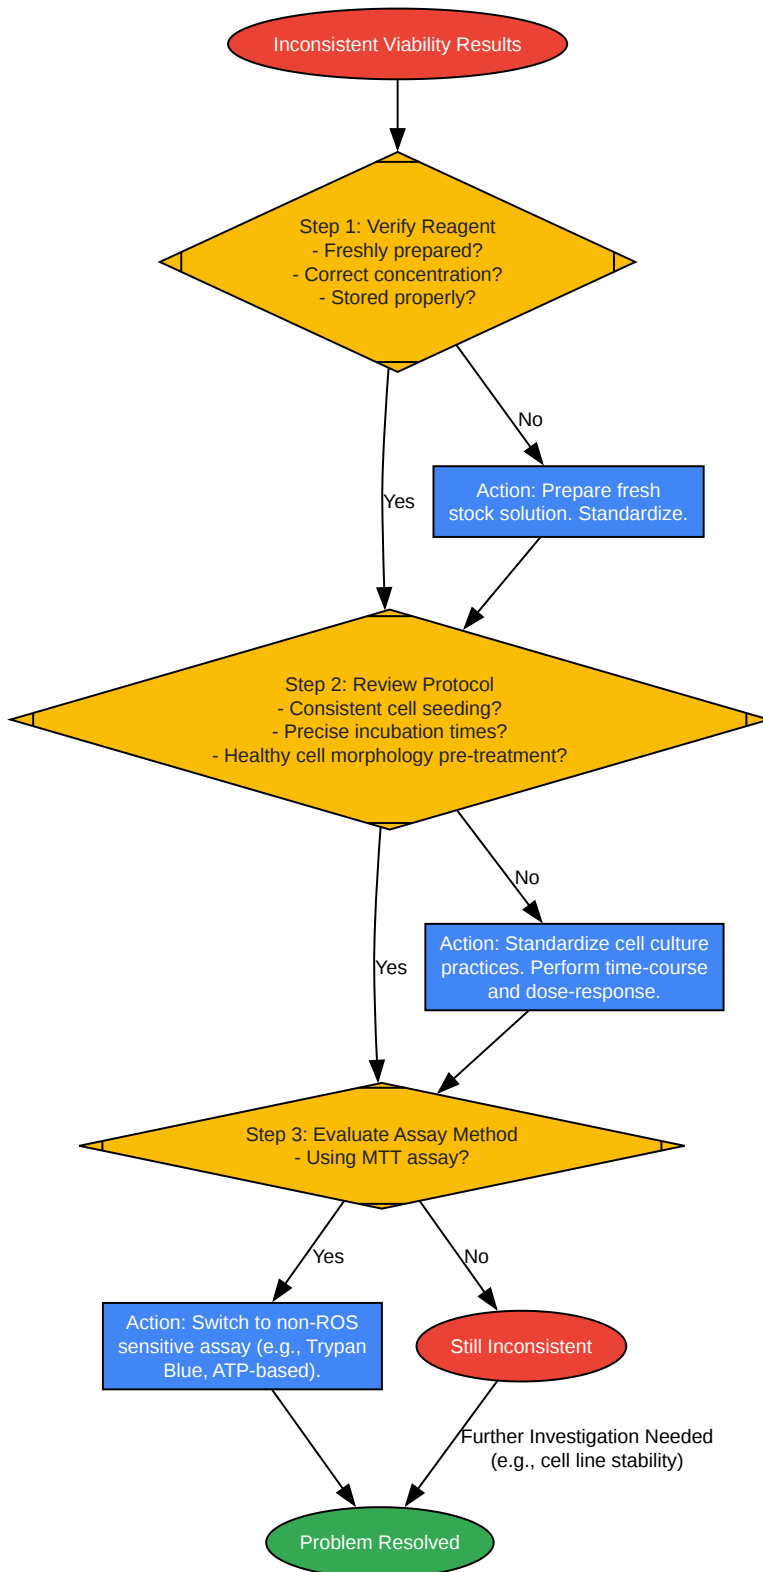 Inconsistent Viability Results
Step 1: Verify Reagent
- Freshly prepared?
- Correct concentration?
- Stored properly?
No
Action: Prepare fresh
stock solution. Standardize.
Yes
Step 2: Review Protocol
- Consistent cell seeding?
- Precise incubation times?
- Healthy cell morphology pre-treatment?
No
Action: Standardize cell culture
practices. Perform time-course
and dose-response.
Yes
Step 3: Evaluate Assay Method
- Using MTT assay?
Yes
No
Action: Switch to non-ROS
sensitive assay (e.g., Trypan
Blue, ATP-based).
Still Inconsistent
Further Investigation Needed
(e.g., cell line stability)
Problem Resolved